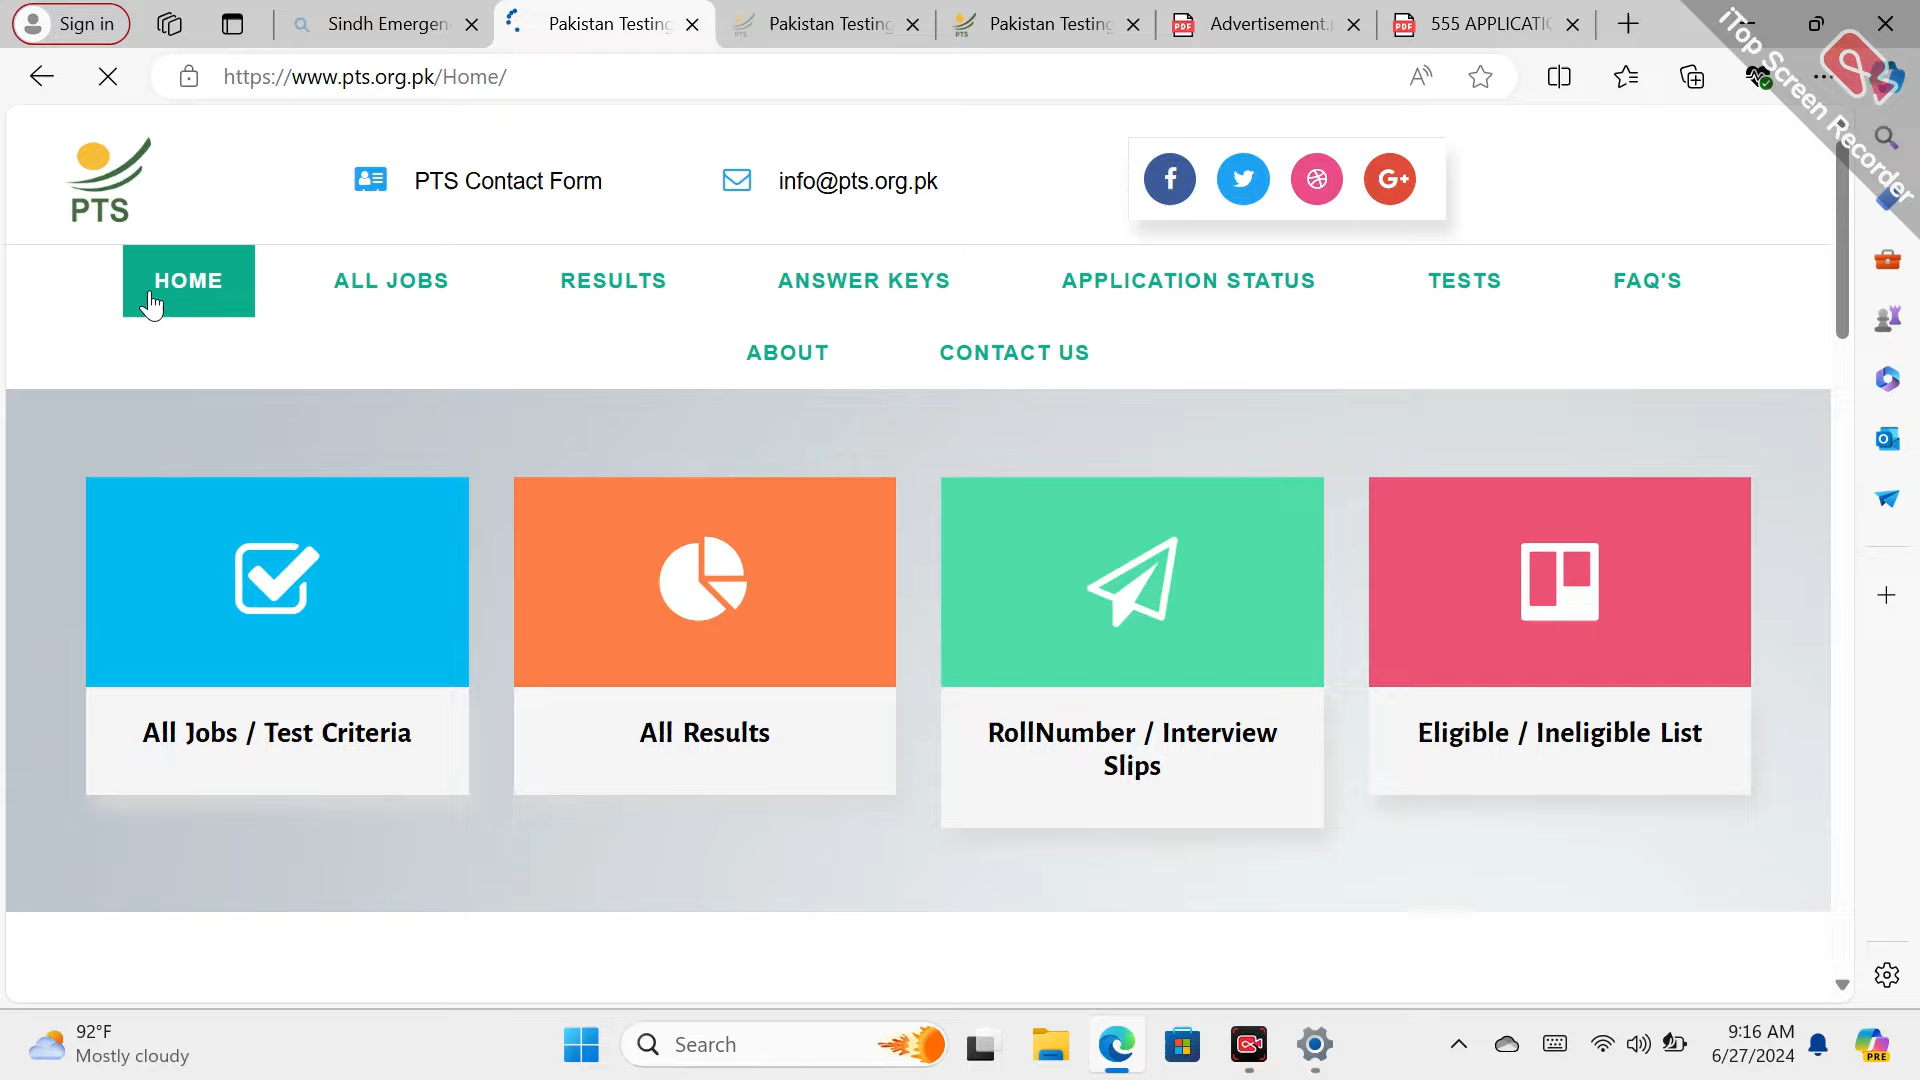 Sign in
Sindh Emergen
Pakistan Testing
Pakistan Testing
Pakistan Testing
Advertisement.
555 APPLICATIO
https://www.pts.org.pk/Home/
iTop Screen Recorder
PTS
PTS Contact Form
info@pts.org.pk
HOME
ALL JOBS
RESULTS
ANSWER KEYS
APPLICATION STATUS
TESTS
FAQ'S
ABOUT
CONTACT US
All Jobs / Test Criteria
All Results
RollNumber / Interview
Slips
Eligible / Ineligible List
92°F
Mostly cloudy
Search
9:16 AM
6/27/2024
PRE